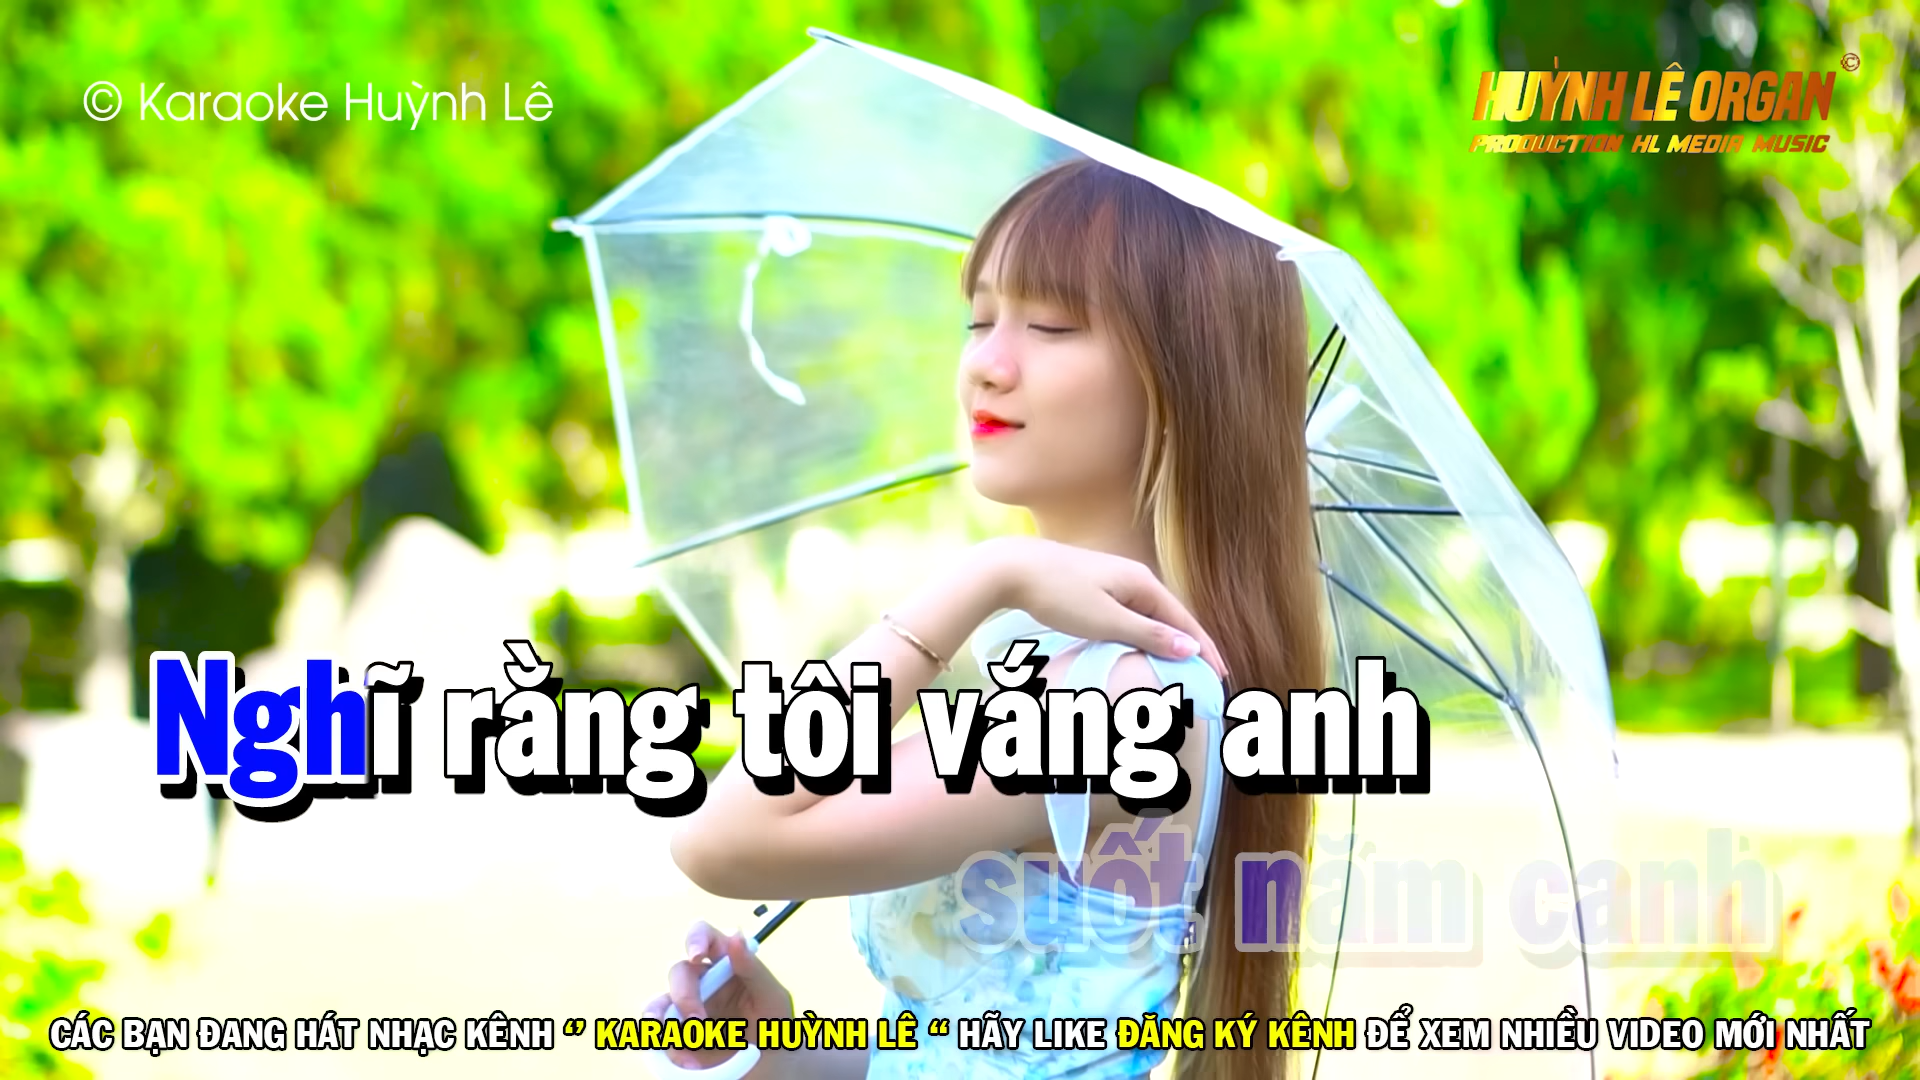 © Karaoke Huỳnh Lê
HUỲNH LÊ ORGAN ©
PRODUCTION HL MEDIA MUSIC
Nghĩ rằng tôi vắng anh
suốt năm canh
CÁC BẠN ĐANG HÁT NHẠC KÊNH “ KARAOKE HUỲNH LÊ “ HÃY LIKE ĐĂNG KÝ KÊNH ĐỂ XEM NHIỀU VIDEO MỚI NHẤT